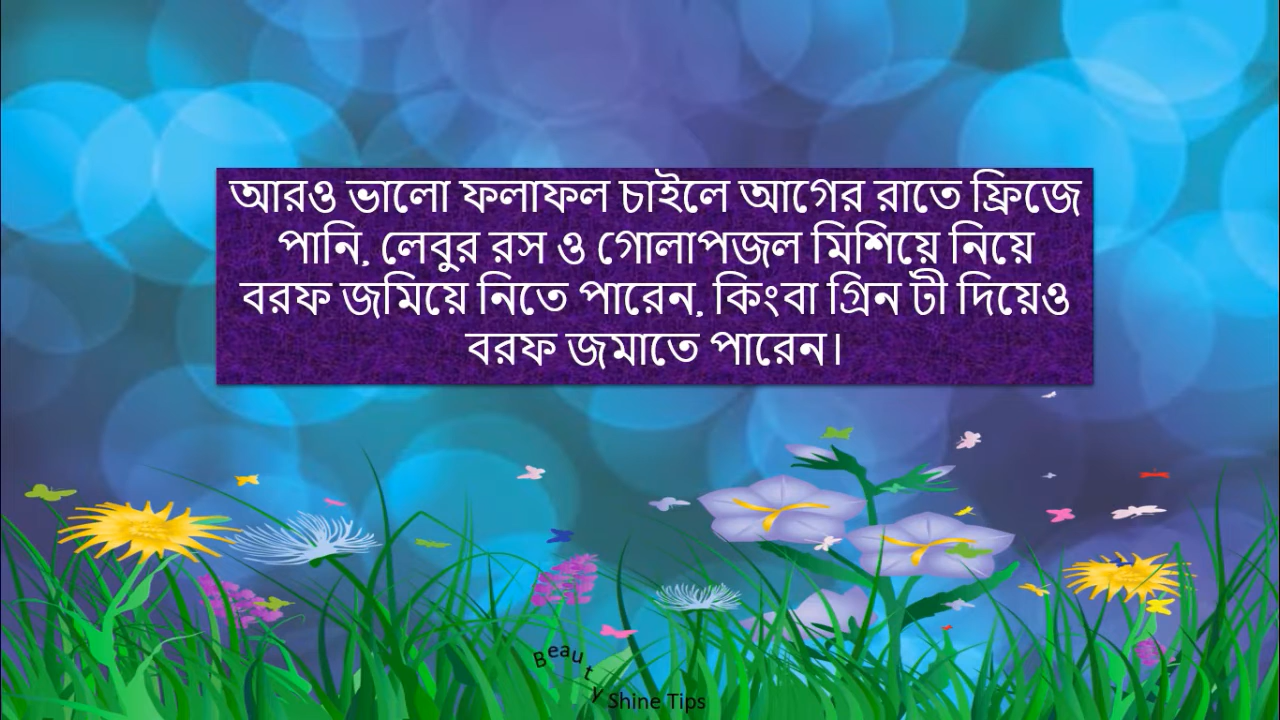 আরও ভালো ফলাফল চাইলে আগের রাতে ফ্রিজে
পানি, লেবুর রস ও গোলাপজল মিশিয়ে নিয়ে
বরফ জমিয়ে নিতে পারেন, কিংবা গ্রিন টী দিয়েও
বরফ জমাতে পারেন।
Beauty Shine Tips